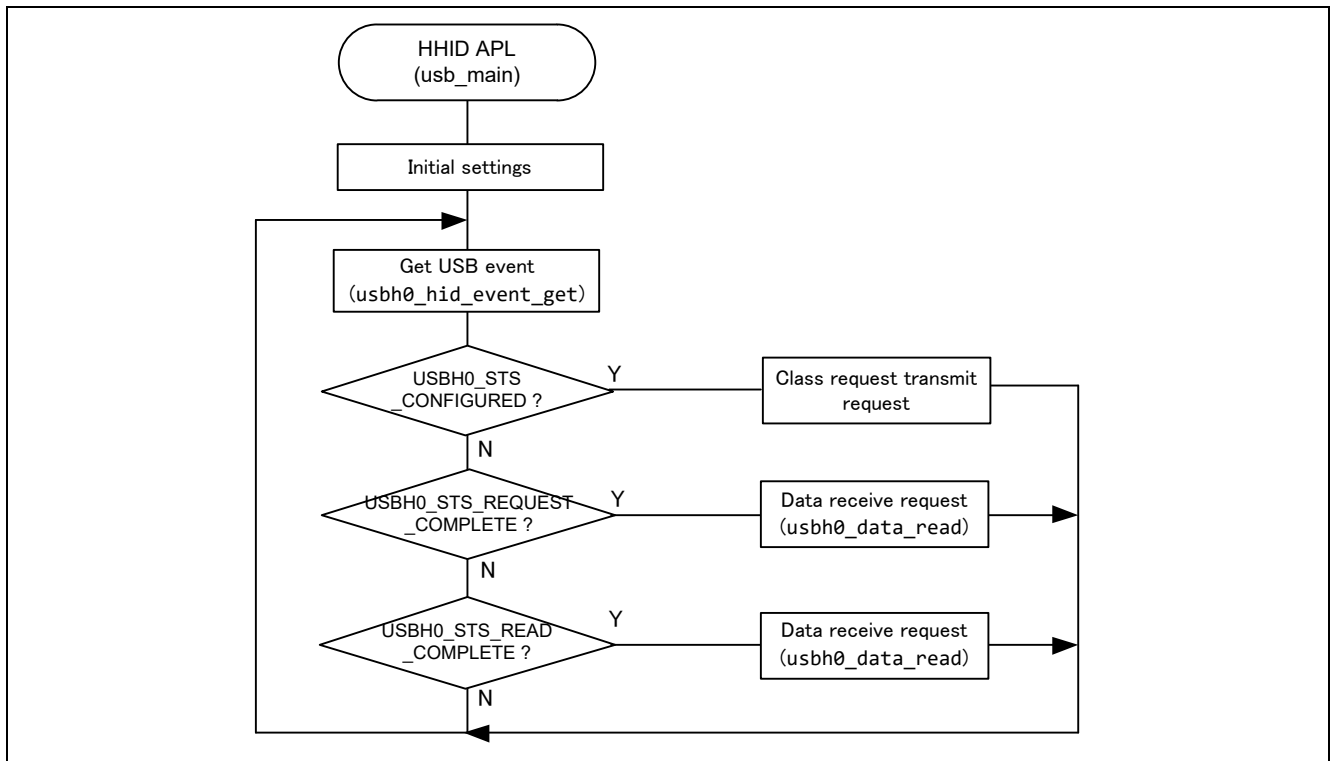 HHID APL
(usb_main)
Initial settings
Get USB event
(usbh0_hid_event_get)
USBH0_STS
_CONFIGURED ?
Y
Class request transmit
request
N
USBH0_STS_REQUEST
_COMPLETE ?
Y
Data receive request
(usbh0_data_read)
N
USBH0_STS_READ
_COMPLETE ?
Y
Data receive request
(usbh0_data_read)
N